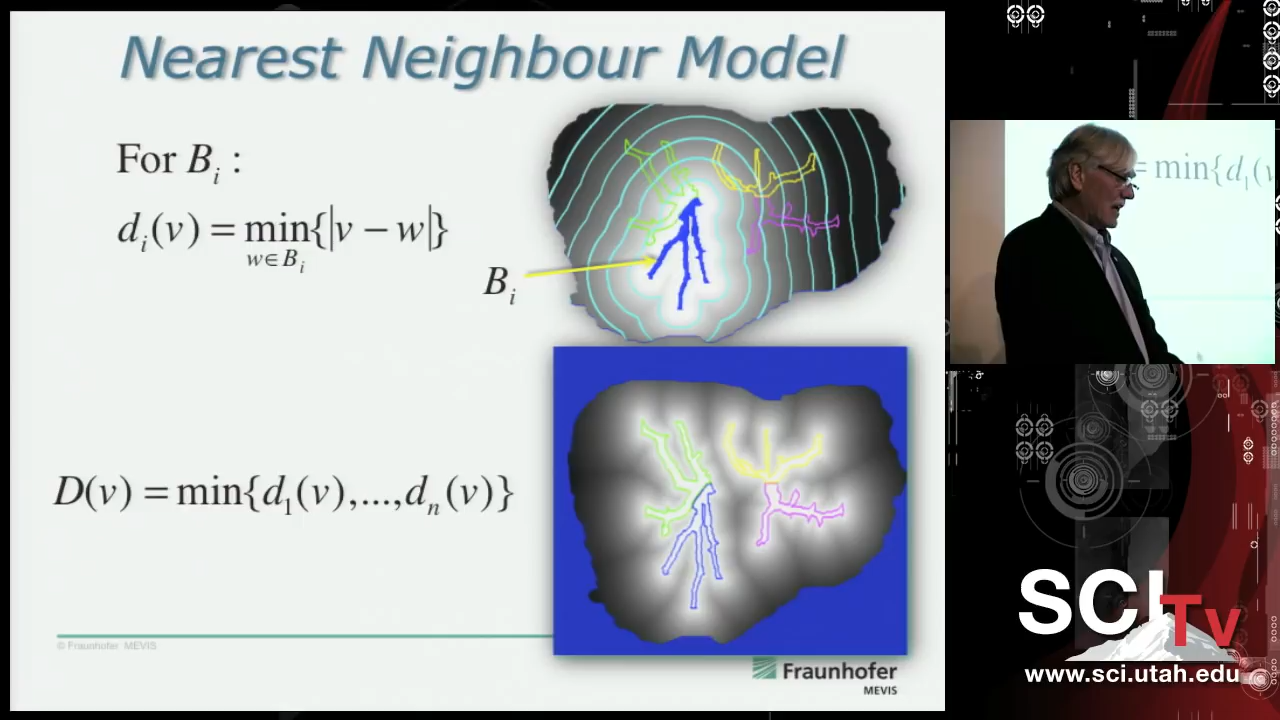 Nearest Neighbour Model
For B_i :
d_i(v) = min{|v − w|}
w∈B_i
B_i
D(v) = min{d_1(v),...,d_n(v)}
© Fraunhofer MEVIS
Fraunhofer
MEVIS
= min{d_1(v
SCI
Tv
www.sci.utah.edu